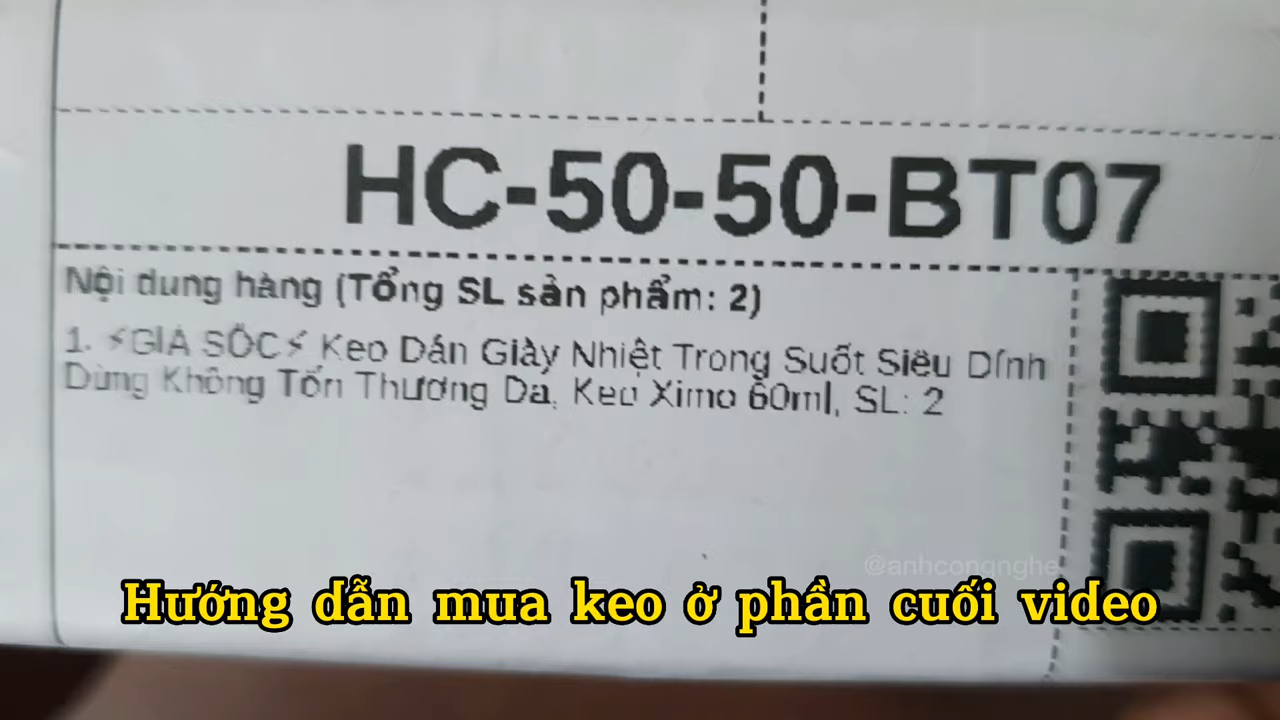 HC-50-50-BT07
Nội dung hàng (Tổng SL sản phẩm: 2)
1. ⚡GIÁ SỐC⚡ Keo Dán Giày Nhiệt Trong Suốt Siêu Dính
Dùng Không Tổn Thương Da, Keo Ximo 60ml, SL: 2
@anhcongnghe
Hướng dẫn mua keo ở phần cuối video